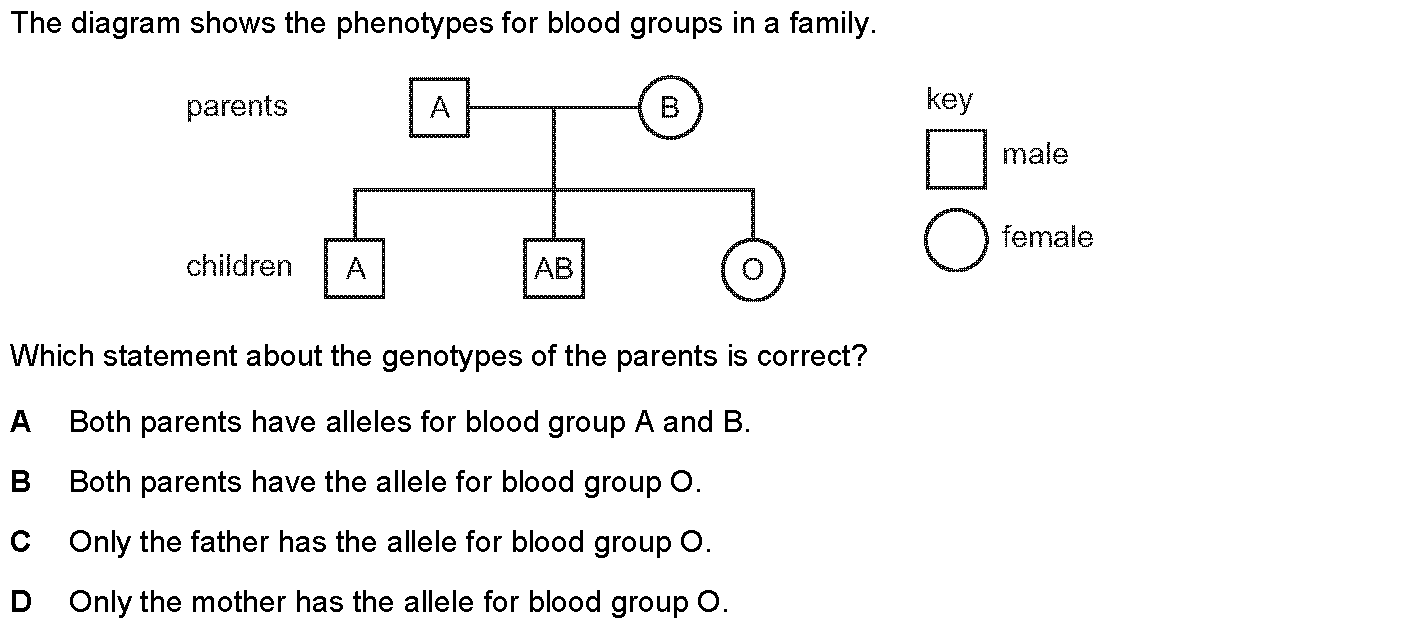 The diagram shows the phenotypes for blood groups in a family.
parents A B key
male
female
children A AB O
Which statement about the genotypes of the parents is correct?
A Both parents have alleles for blood group A and B.
B Both parents have the allele for blood group O.
C Only the father has the allele for blood group O.
D Only the mother has the allele for blood group O.